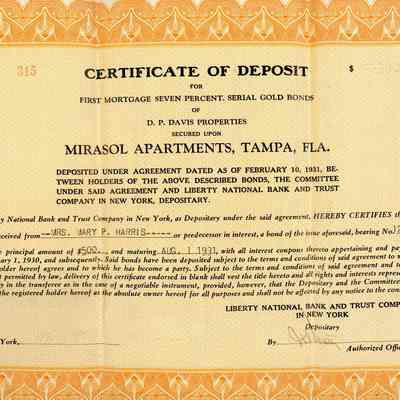 315
CERTIFICATE OF DEPOSIT
$
FOR
FIRST MORTGAGE SEVEN PERCENT. SERIAL GOLD BONDS
OF
D. P. DAVIS PROPERTIES
SECURED UPON
MIRASOL APARTMENTS, TAMPA, FLA.
DEPOSITED UNDER AGREEMENT DATED AS OF FEBRUARY 10, 1931, BE-
TWEEN HOLDERS OF THE ABOVE DESCRIBED BONDS, THE COMMITTEE
UNDER SAID AGREEMENT AND LIBERTY NATIONAL BANK AND TRUST
COMPANY IN NEW YORK, DEPOSITARY.
y National Bank and Trust Company in New York, as Depositary under the said agreement, HEREBY CERTIFIES th
ceived from --MRS. MARY P. HARRIS----- or predecessor in interest, a bond of the issue aforesaid, bearing No.
e principal amount of $500.-- and maturing AUG. 1 1931, with all interest coupons thereto appertaining and pay
uary 1, 1930, and subsequently. Said bonds have been deposited subject to the terms and conditions of said agreement to w
holder hereof agrees and to which he has become a party. Subject to the terms and conditions of said agreement and to
t permitted by law, delivery of this certificate endorsed in blank shall vest title hereto and all rights and interests represent
y in the transferee as in the case of a negotiable instrument, provided, however, that the Depositary and the Committee
the registered holder hereof as the absolute owner hereof for all purposes and shall not be affected by any notice to the con
LIBERTY NATIONAL BANK AND TRUST COMP
IN NEW YORK
Depositary
York,
By
Authorized Offic